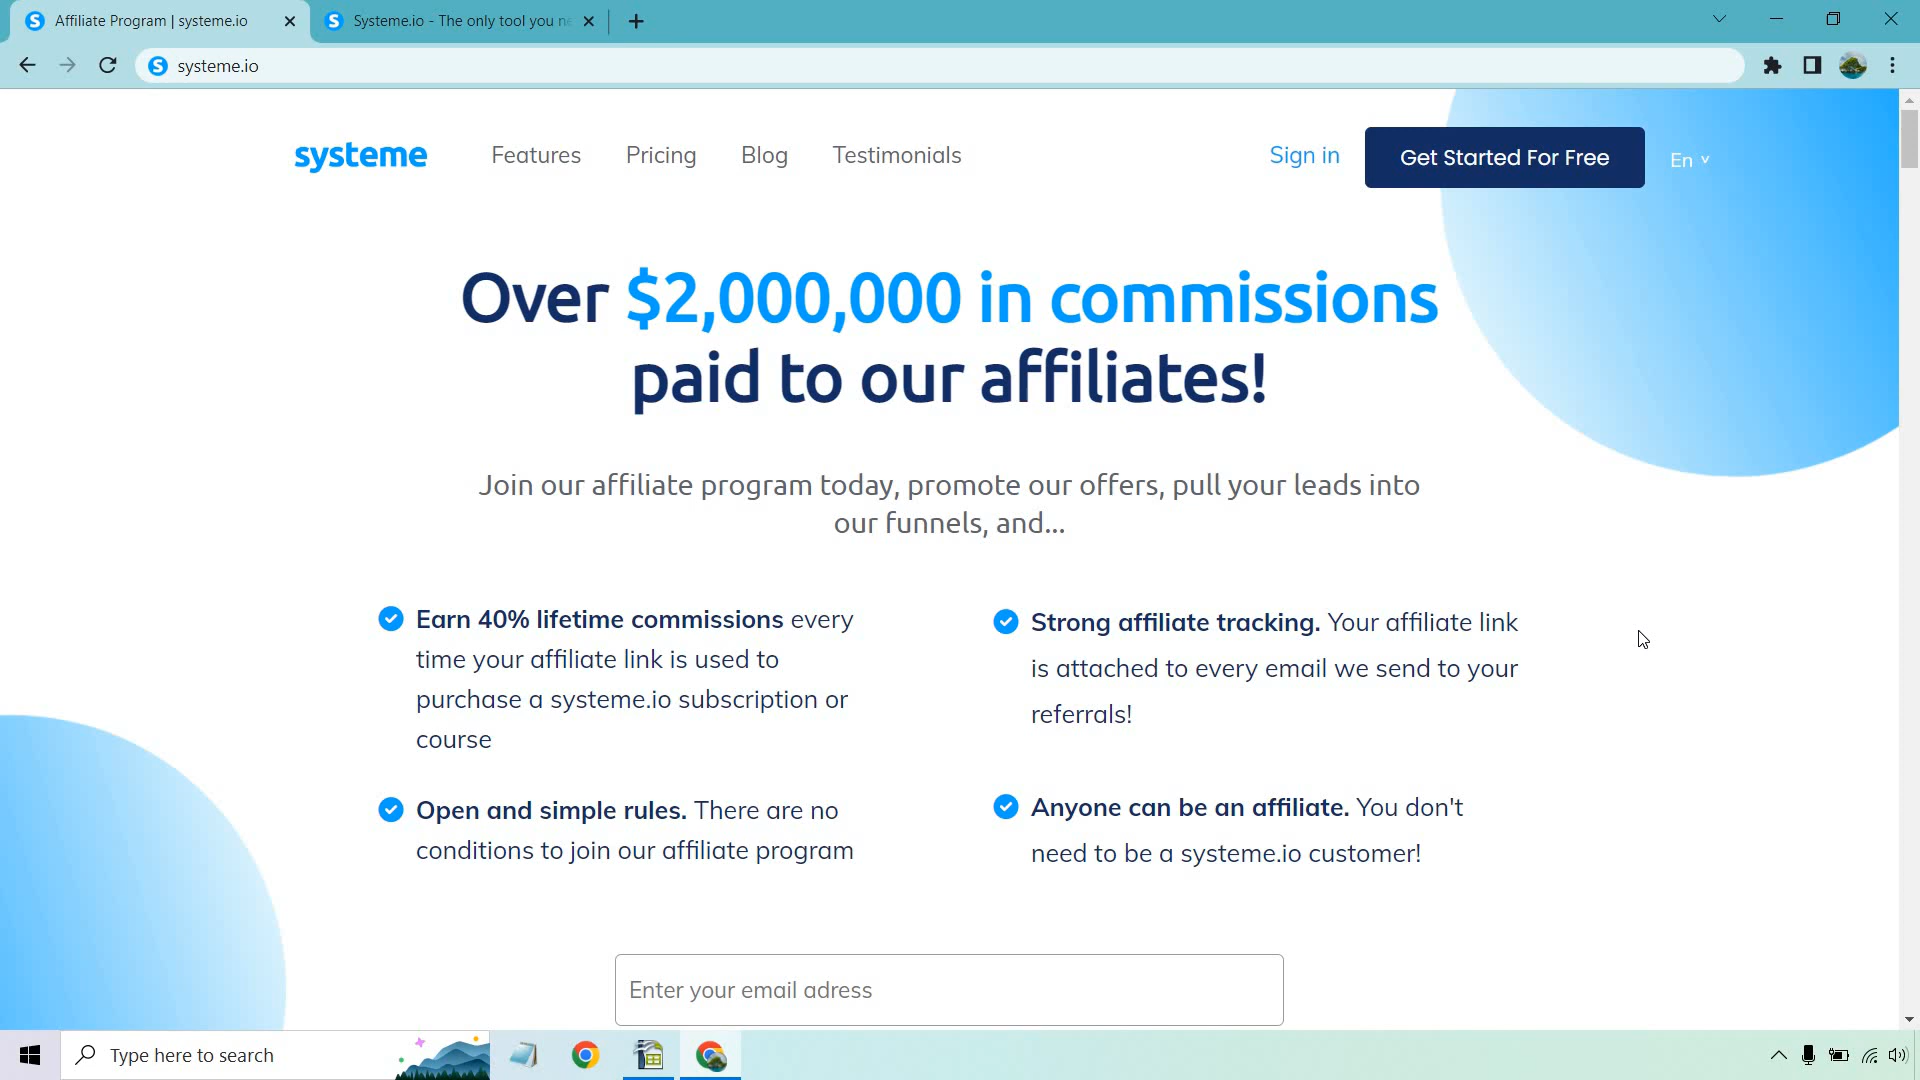 Affiliate Program | systeme.io
Systeme.io - The only tool you ne
systeme.io
systeme
Features
Pricing
Blog
Testimonials
Sign in
Get Started For Free
En
Over $2,000,000 in commissions
paid to our affiliates!
Join our affiliate program today, promote our offers, pull your leads into
our funnels, and...
Earn 40% lifetime commissions every
time your affiliate link is used to
purchase a systeme.io subscription or
course
Strong affiliate tracking. Your affiliate link
is attached to every email we send to your
referrals!
Open and simple rules. There are no
conditions to join our affiliate program
Anyone can be an affiliate. You don't
need to be a systeme.io customer!
Enter your email adress
Type here to search